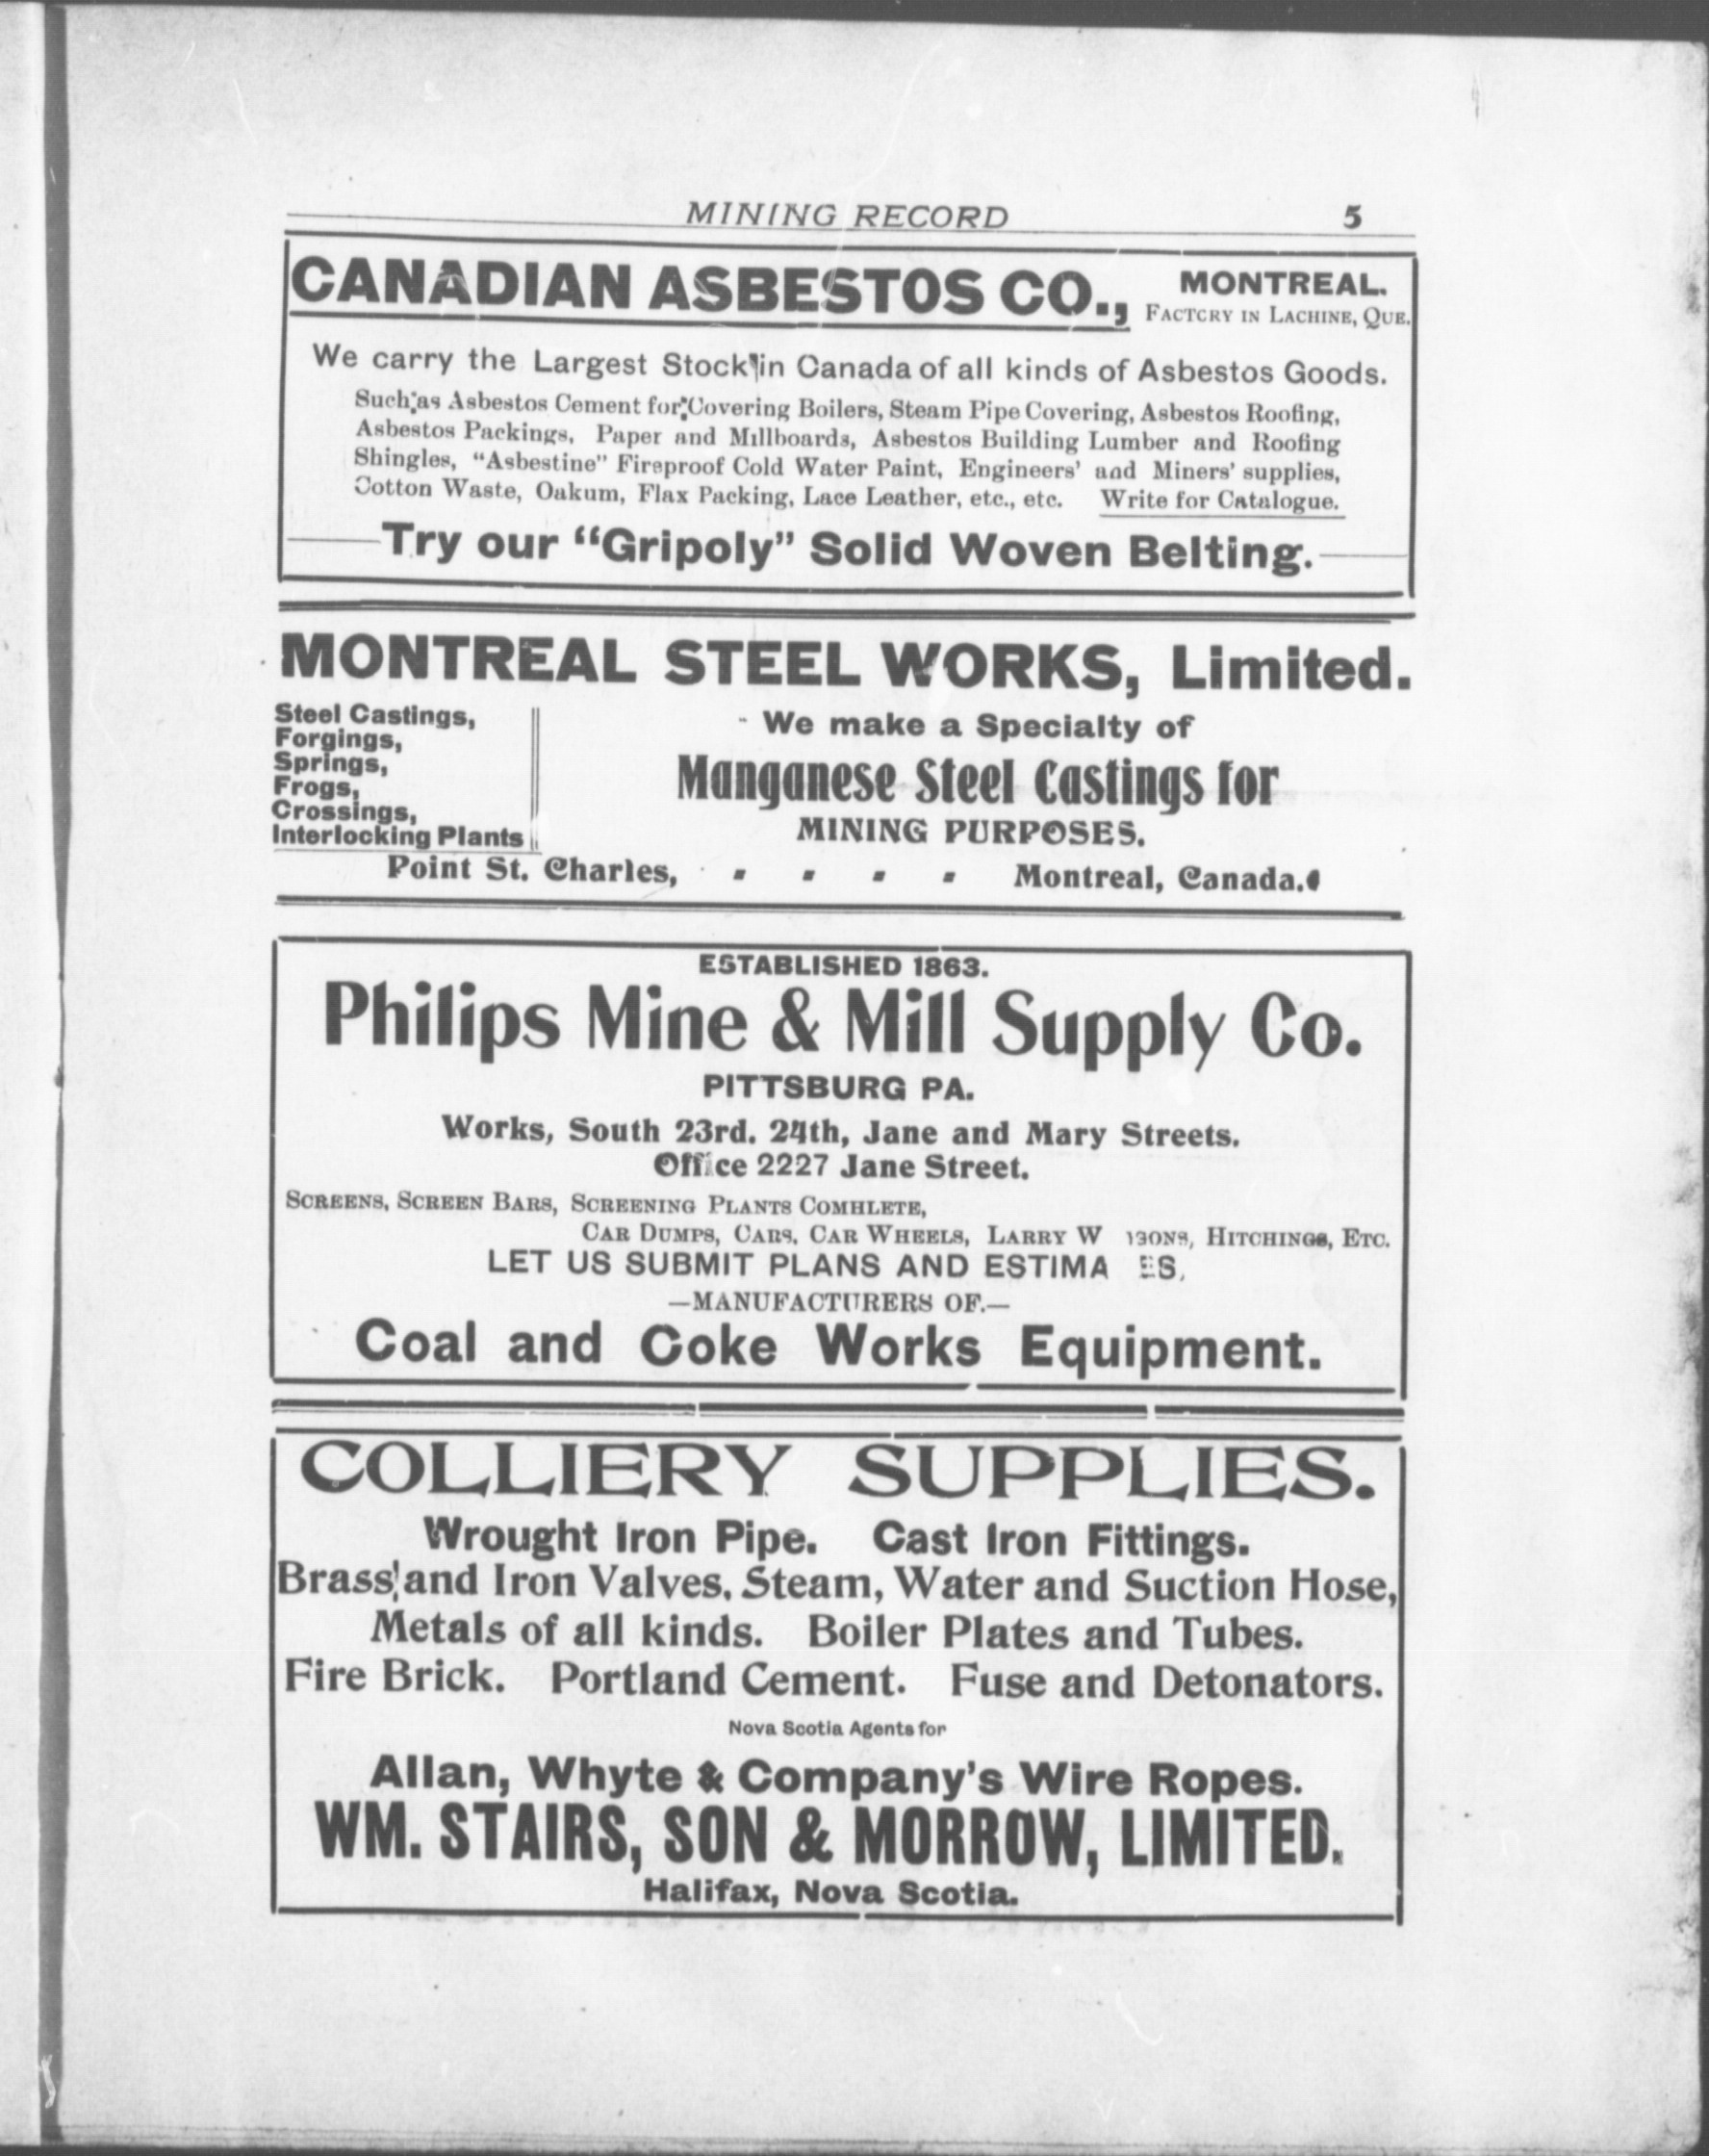 MINING RECORD 5
CANADIAN ASBESTOS CO., MONTREAL.
FACTCRY IN LACHINE, QUE.
We carry the Largest Stock in Canada of all kinds of Asbestos Goods.
Such as Asbestos Cement for Covering Boilers, Steam Pipe Covering, Asbestos Roofing,
Asbestos Packings, Paper and Millboards, Asbestos Building Lumber and Roofing
Shingles, "Asbestine" Fireproof Cold Water Paint, Engineers' and Miners' supplies,
Cotton Waste, Oakum, Flax Packing, Lace Leather, etc., etc. Write for Catalogue.
Try our "Gripoly" Solid Woven Belting.
MONTREAL STEEL WORKS, Limited.
Steel Castings,
Forgings,
Springs,
Frogs,
Crossings,
Interlocking Plants
We make a Specialty of
Manganese Steel Castings for
MINING PURPOSES.
Point St. Charles, - - - - Montreal, Canada.
ESTABLISHED 1863.
Philips Mine & Mill Supply Co.
PITTSBURG PA.
Works, South 23rd. 24th, Jane and Mary Streets.
Office 2227 Jane Street.
SCREENS, SCREEN BARS, SCREENING PLANTS COMHLETE,
CAR DUMPS, CARS, CAR WHEELS, LARRY HITCHINGS, ETC.
LET US SUBMIT PLANS AND ESTIMA ES,
—MANUFACTURERS OF.—
Coal and Coke Works Equipment.
COLLIERY SUPPLIES.
Wrought Iron Pipe. Cast Iron Fittings.
Brass and Iron Valves, Steam, Water and Suction Hose,
Metals of all kinds. Boiler Plates and Tubes.
Fire Brick. Portland Cement. Fuse and Detonators.
Nova Scotia Agents for
Allan, Whyte & Company's Wire Ropes.
WM. STAIRS, SON & MORROW, LIMITED.
Halifax, Nova Scotia.